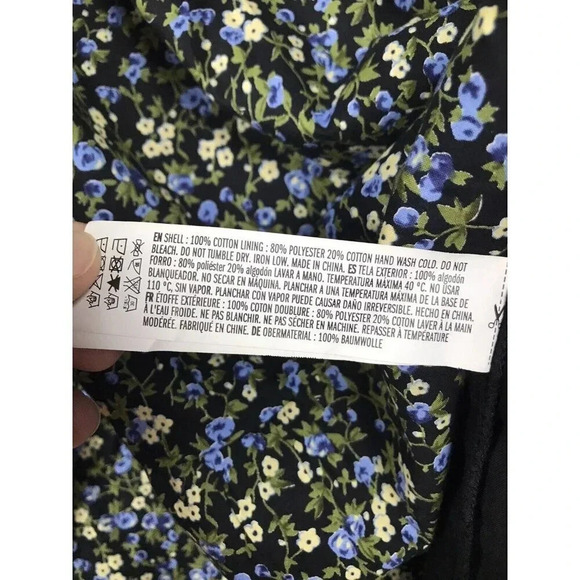 EN SHELL : 100% COTTON LINING : 80% POLYESTER 20% COTTON HAND WASH COLD. DO NOT
BLEACH. DO NOT TUMBLE DRY. IRON LOW. MADE IN CHINA. ES TELA EXTERIOR : 100% algodón
FORRO : 80% poliéster 20% algodón LAVAR A MANO. TEMPERATURA MÁXIMA 40 °C. NO USAR
BLANQUEADOR. NO SECAR EN MÁQUINA. PLANCHAR A UNA TEMPERATURA MÁXIMA DE LA BASE DE
110 °C, SIN VAPOR. PLANCHAR CON VAPOR PUEDE CAUSAR DAÑO IRREVERSIBLE. HECHO EN CHINA.
FR ÉTOFFE EXTÉRIEURE : 100% COTON DOUBLURE : 80% POLYESTER 20% COTON LAVER À LA MAIN
À L'EAU FROIDE. NE PAS BLANCHIR. NE PAS SÉCHER EN MACHINE. REPASSER À TEMPÉRATURE
MODÉRÉE. FABRIQUÉ EN CHINE. DE OBERMATERIAL : 100% BAUMWOLLE